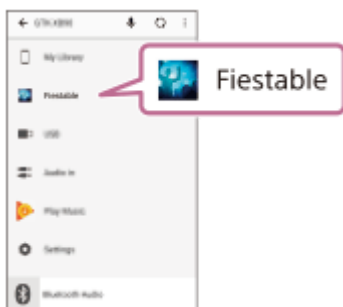 GTK-XB90
My Library
Fiestable
Fiestable
USB
Audio in
Play Music
Settings
Bluetooth Audio